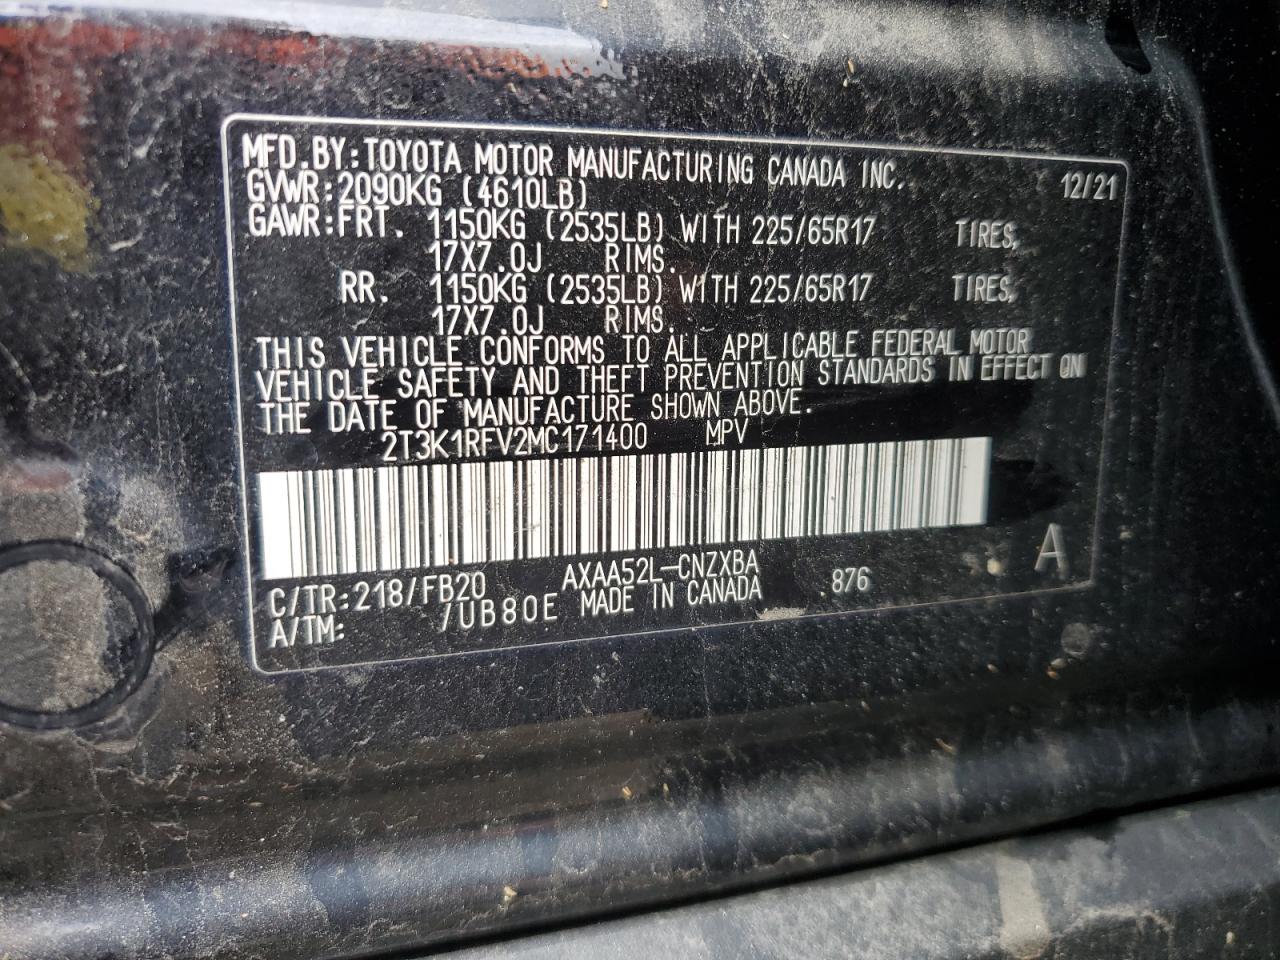 MFD.BY:TOYOTA MOTOR MANUFACTURING CANADA INC. 12/21
GVWR:2090KG (4610LB)
GAWR:FRT. 1150KG (2535LB) WITH 225/65R17 TIRES,
17X7.0J RIMS.
RR. 1150KG (2535LB) WITH 225/65R17 TIRES,
17X7.0J RIMS.
THIS VEHICLE CONFORMS TO ALL APPLICABLE FEDERAL MOTOR
VEHICLE SAFETY AND THEFT PREVENTION STANDARDS IN EFFECT ON
THE DATE OF MANUFACTURE SHOWN ABOVE.
2T3K1RFV2MC171400 MPV
C/TR:218/FB20 AXAA52L-CNZXBA 876 A
A/TM: /UB80E MADE IN CANADA